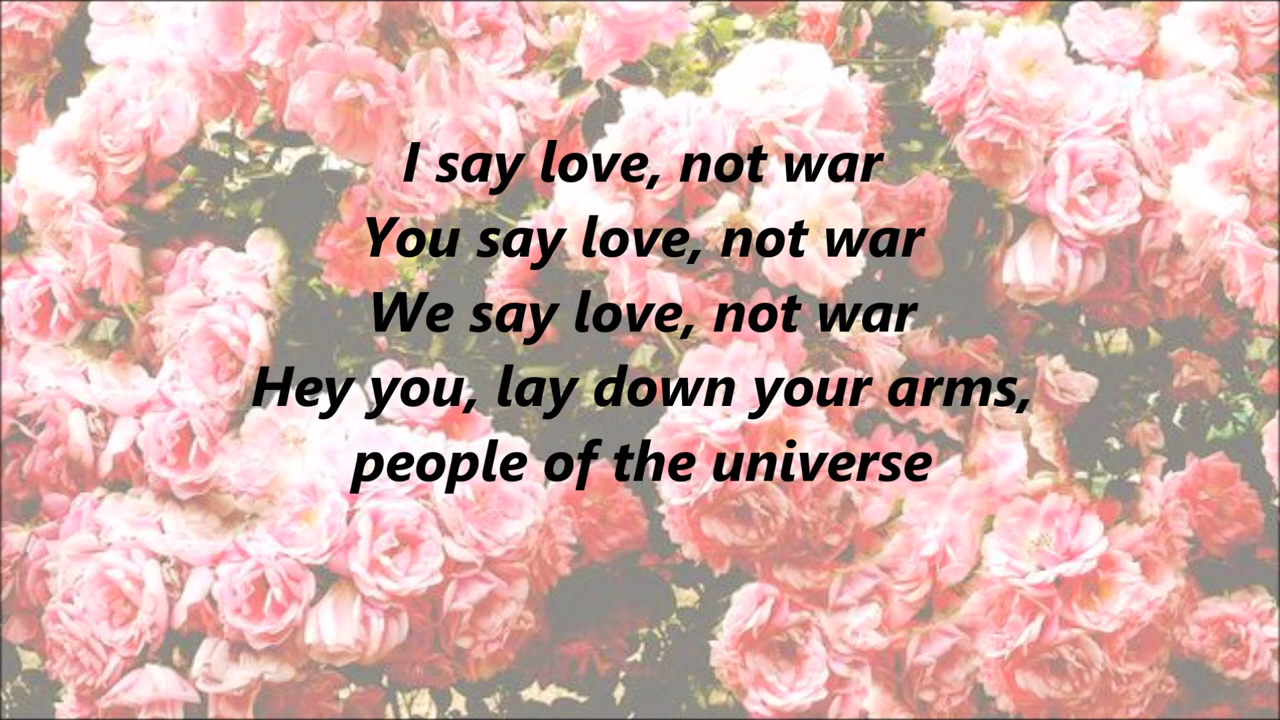 I say love, not war
You say love, not war
We say love, not war
Hey you, lay down your arms,
people of the universe